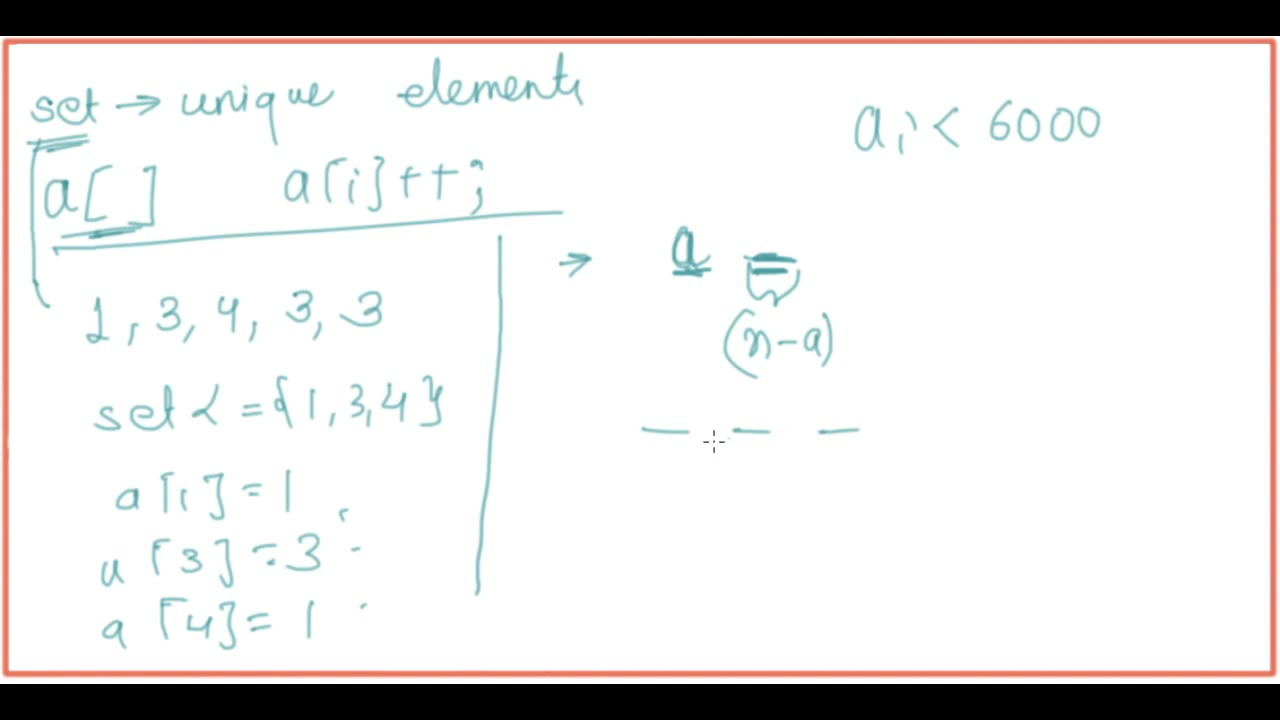 set → unique elements
a[ ] a[i]++;
1, 3, 4, 3, 3
set < = {1, 3, 4}
a[1] = 1
a[3] = 3
a[4] = 1
ai < 6000
→ a =
(n-a)